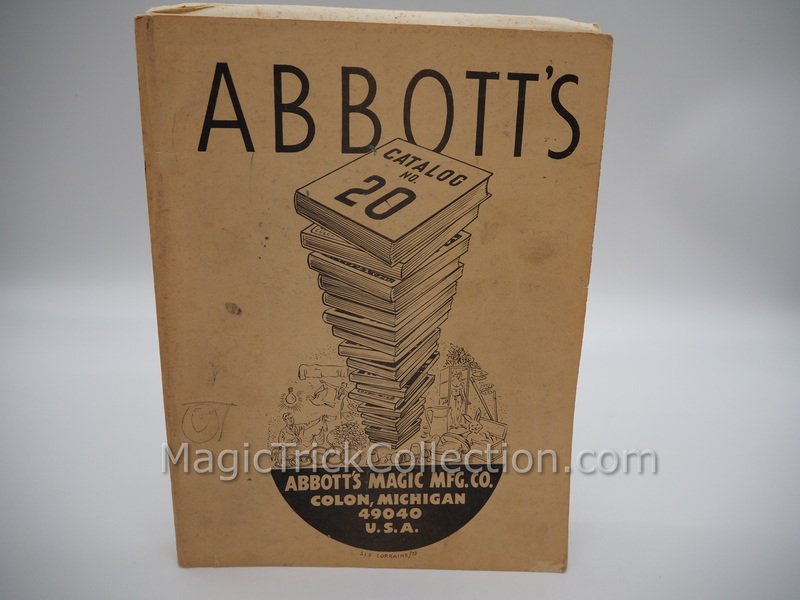 ABBOTT'S
CATALOG
NO.
20
MagicTrickCollection.com
ABBOTT'S MAGIC MFG. CO.
COLON, MICHIGAN
49040
U.S.A.